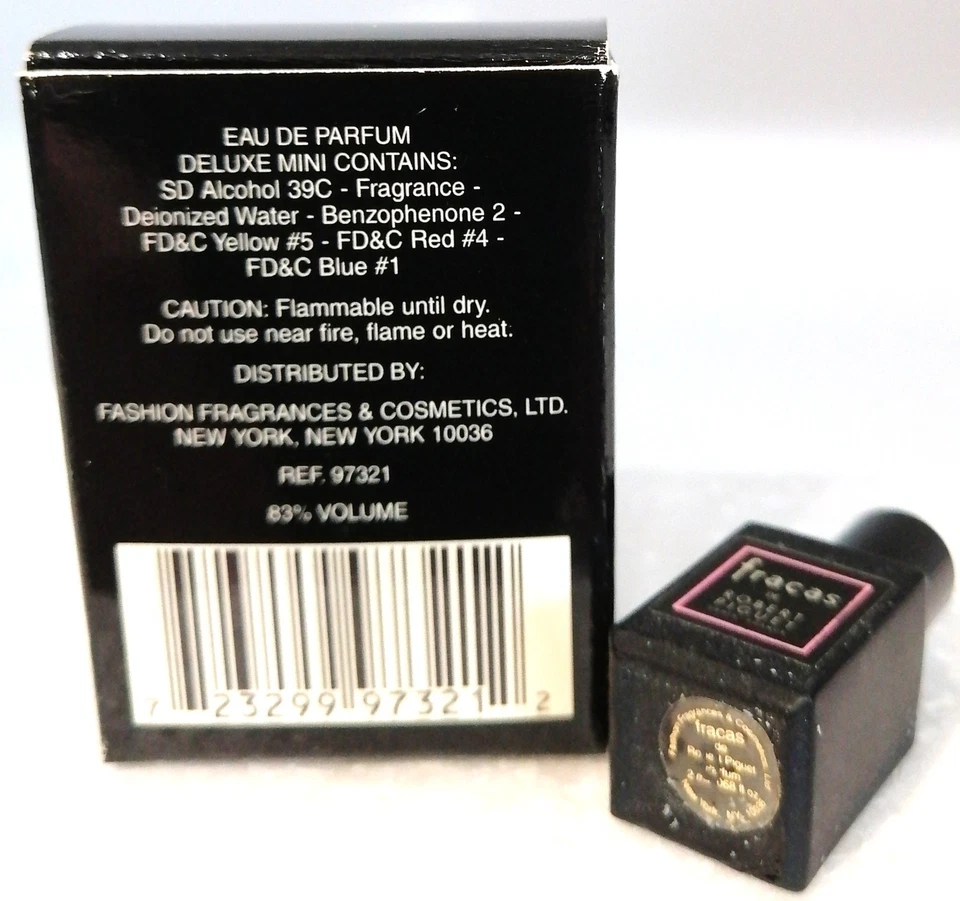 EAU DE PARFUM
DELUXE MINI CONTAINS:
SD Alcohol 39C - Fragrance -
Deionized Water - Benzophenone 2 -
FD&C Yellow #5 - FD&C Red #4 -
FD&C Blue #1
CAUTION: Flammable until dry.
Do not use near fire, flame or heat.
DISTRIBUTED BY:
FASHION FRAGRANCES & COSMETICS, LTD.
NEW YORK, NEW YORK 10036
REF. 97321
83% VOLUME
7 23299 97321 2
fracas
ROBERT
PIGUET
Fragrances &
fracas
de
Piguet